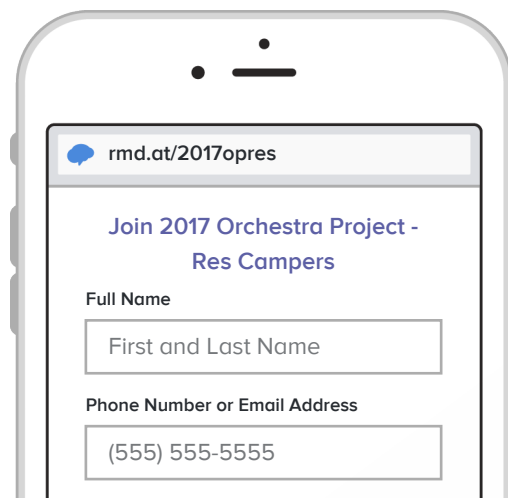 rmd.at/2017opres
Join 2017 Orchestra Project -
Res Campers
Full Name
First and Last Name
Phone Number or Email Address
(555) 555-5555